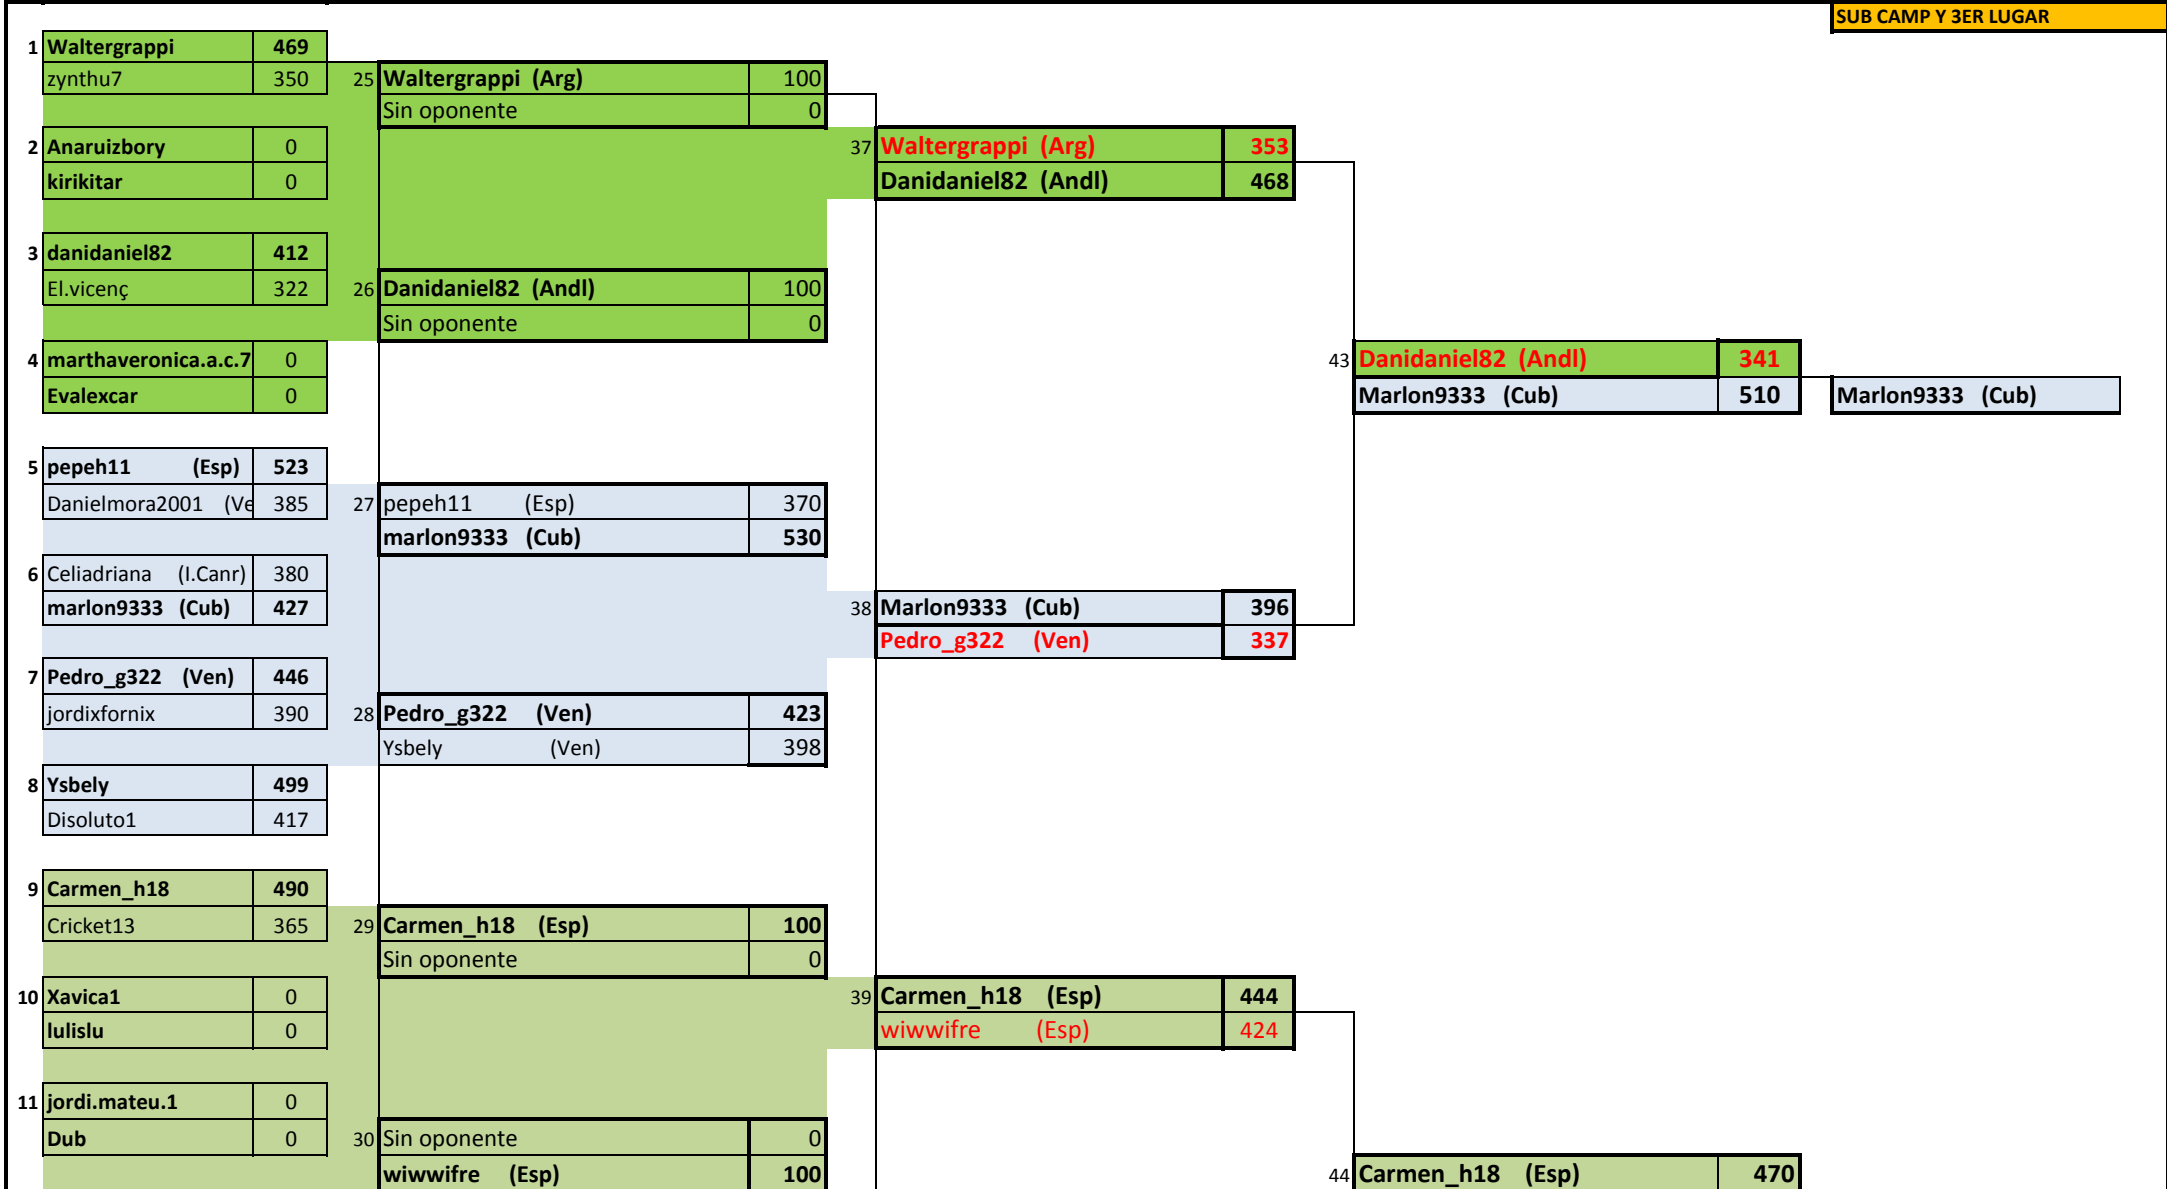 SUB CAMP Y 3ER LUGAR
1 Waltergrappi 469
zynthu7 350
25 Waltergrappi (Arg) 100
Sin oponente 0
2 Anaruizbory 0
kirikitar 0
37 Waltergrappi (Arg) 353
Danidaniel82 (Andl) 468
3 danidaniel82 412
El.vicenç 322
26 Danidaniel82 (Andl) 100
Sin oponente 0
4 marthaveronica.a.c.7 0
Evalexcar 0
43 Danidaniel82 (Andl) 341
Marlon9333 (Cub) 510
Marlon9333 (Cub)
5 pepeh11 (Esp) 523
Danielmora2001 (Ve 385
27 pepeh11 (Esp) 370
marlon9333 (Cub) 530
6 Celiadriana (I.Canr) 380
marlon9333 (Cub) 427
38 Marlon9333 (Cub) 396
Pedro_g322 (Ven) 337
7 Pedro_g322 (Ven) 446
jordixfornix 390
28 Pedro_g322 (Ven) 423
Ysbely (Ven) 398
8 Ysbely 499
Disoluto1 417
9 Carmen_h18 490
Cricket13 365
29 Carmen_h18 (Esp) 100
Sin oponente 0
10 Xavica1 0
lulislu 0
39 Carmen_h18 (Esp) 444
wiwwifre (Esp) 424
11 jordi.mateu.1 0
Dub 0
30 Sin oponente 0
wiwwifre (Esp) 100
44 Carmen_h18 (Esp) 470